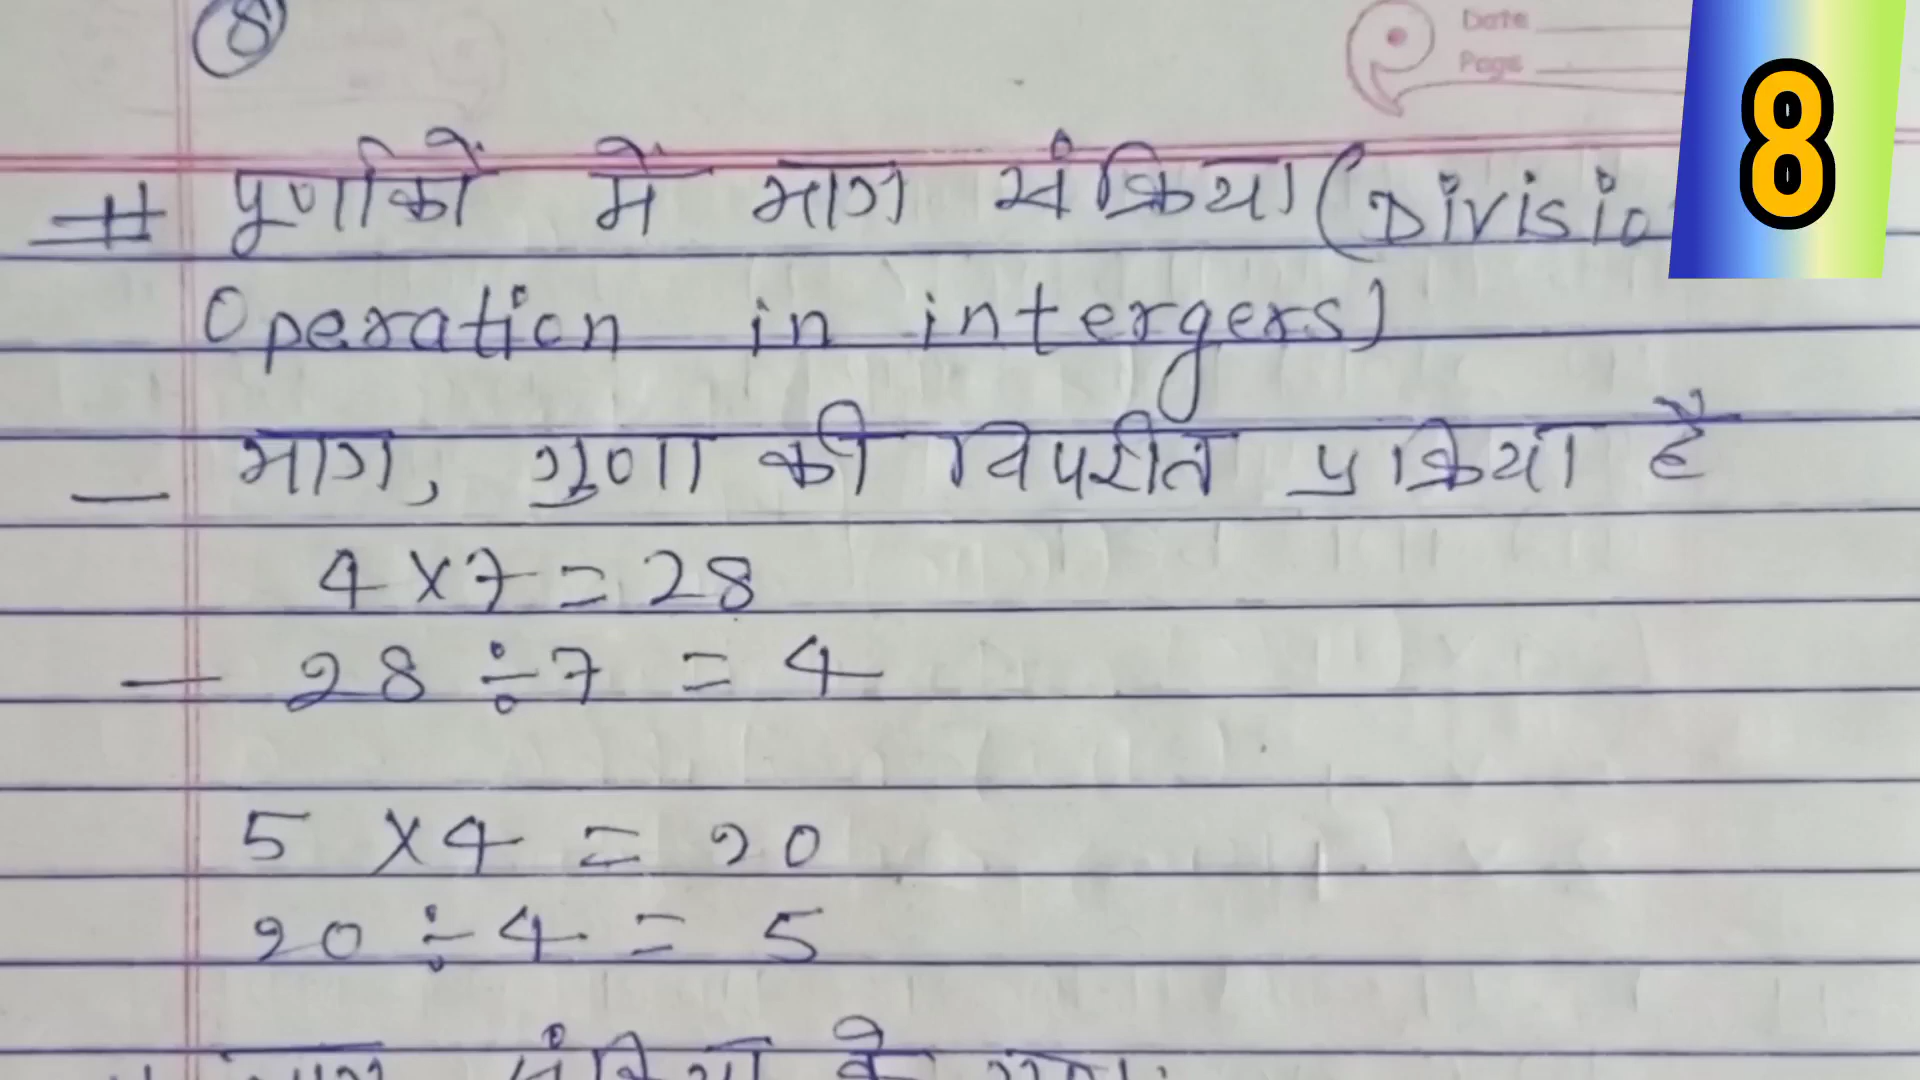 8
Date
Page
8
# पूर्णांकों में भाग संक्रिया (Divisio
Operation in intergers)
– भाग, गुणा की विपरीत प्रक्रिया है
4 × 7 = 28
– 28 ÷ 7 = 4
5 × 4 = 20
20 ÷ 4 = 5
# भाग संक्रिया के गुण